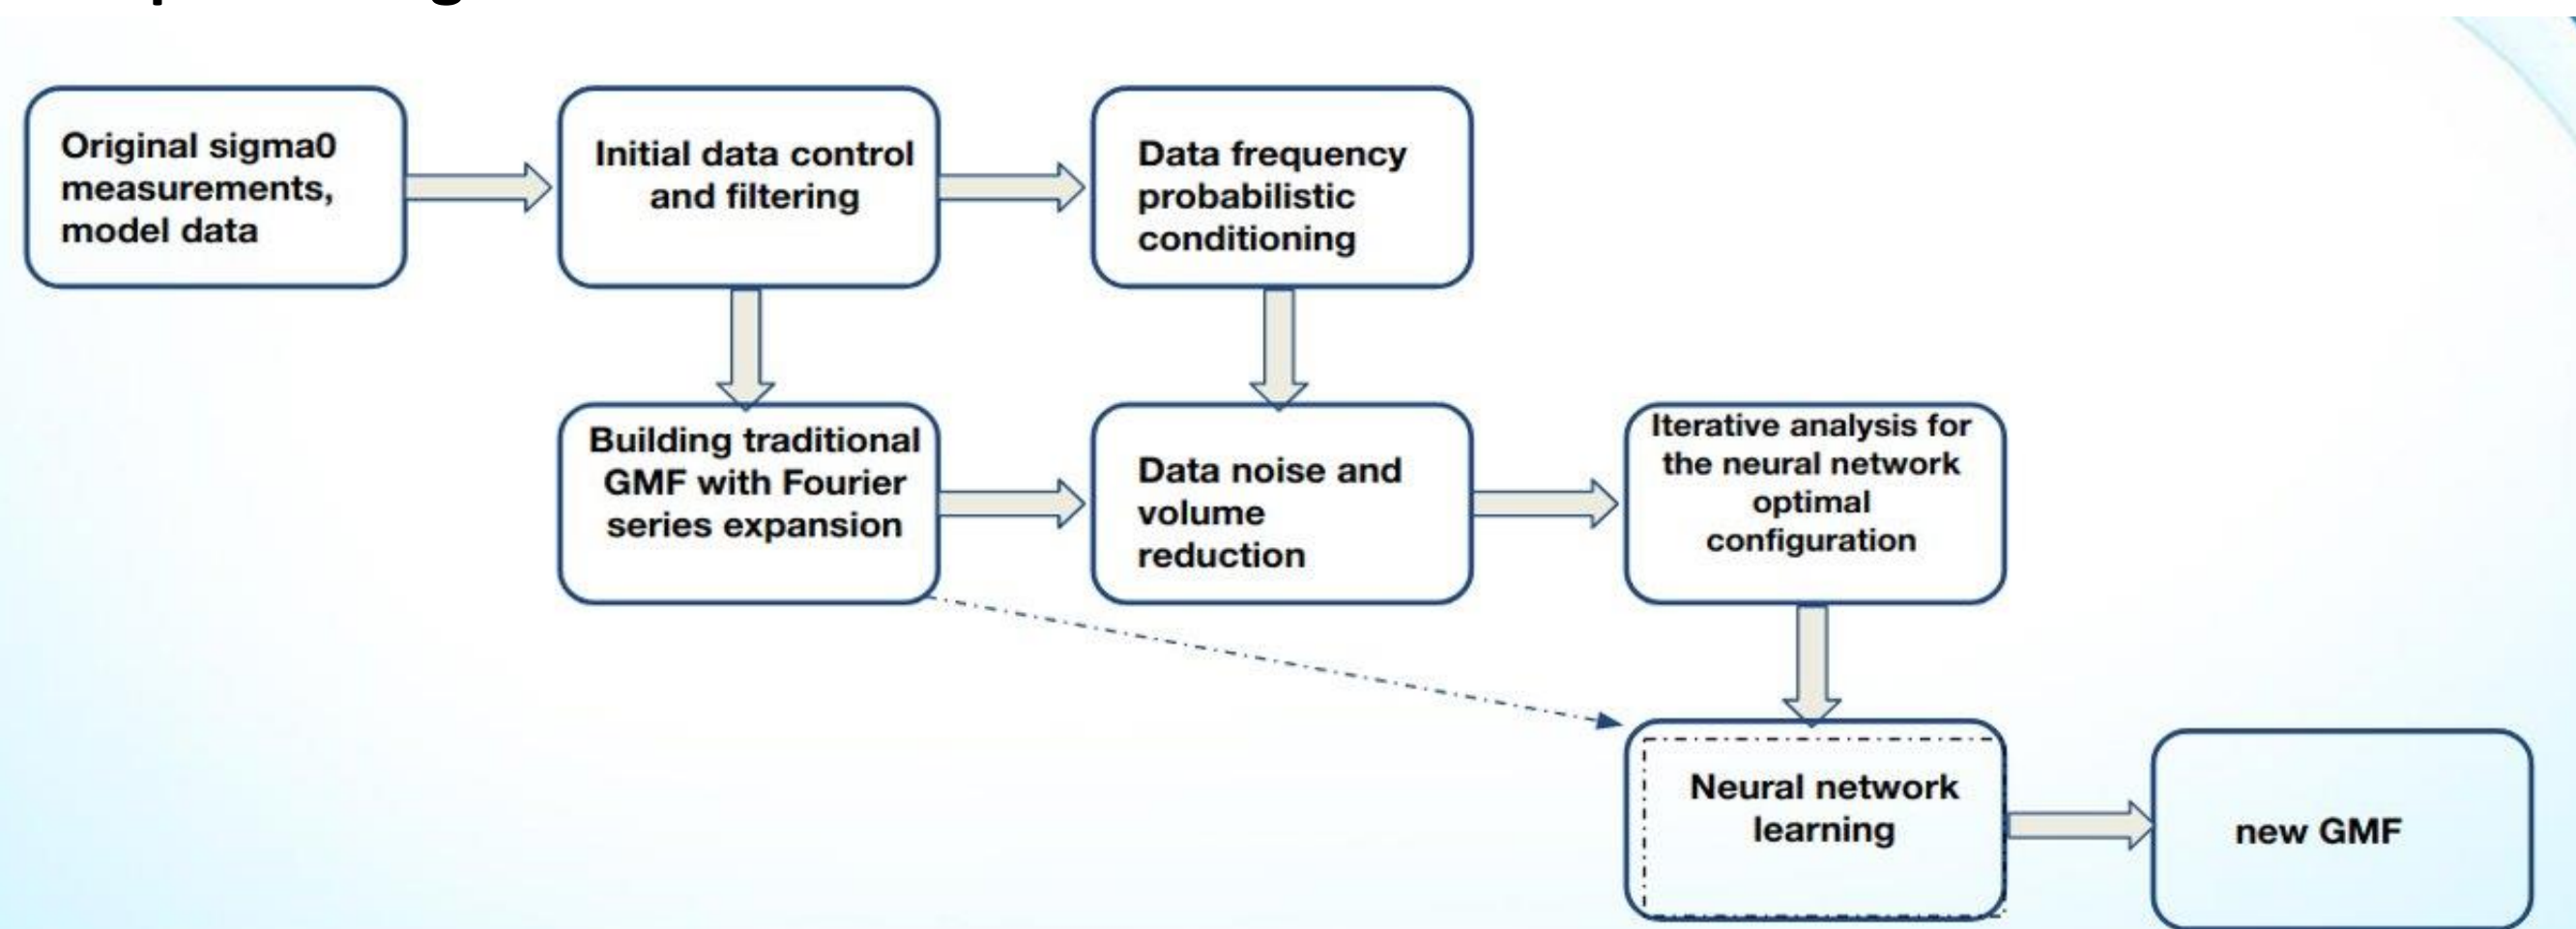 Original sigma0
measurements,
model data
Initial data control
and filtering
Data frequency
probabilistic
conditioning
Building traditional
GMF with Fourier
series expansion
Data noise and
volume
reduction
Iterative analysis for
the neural network
optimal
configuration
Neural network
learning
new GMF